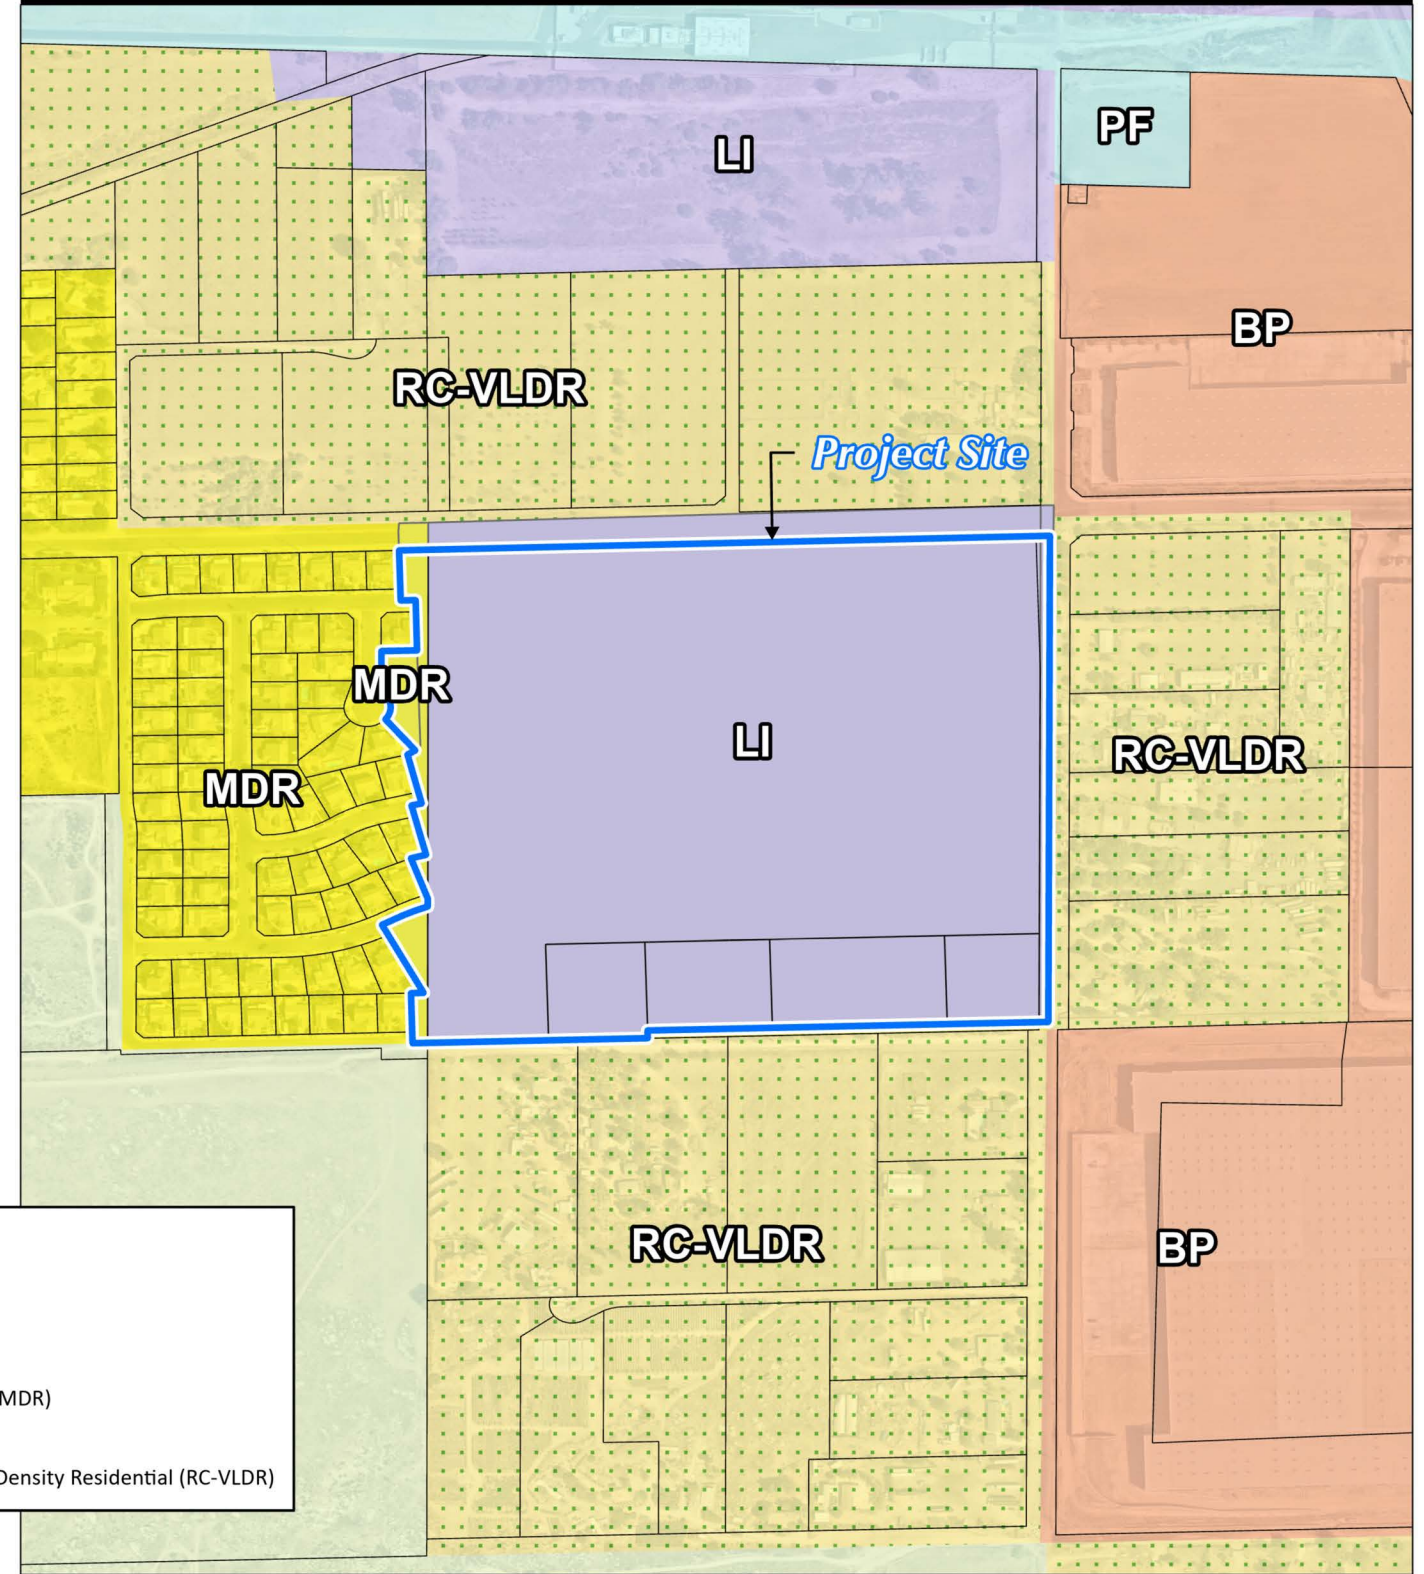 PF
LI
BP
RC-VLDR
Project Site
MDR
LI
RC-VLDR
MDR
RC-VLDR
BP
MDR)
Density Residential (RC-VLDR)